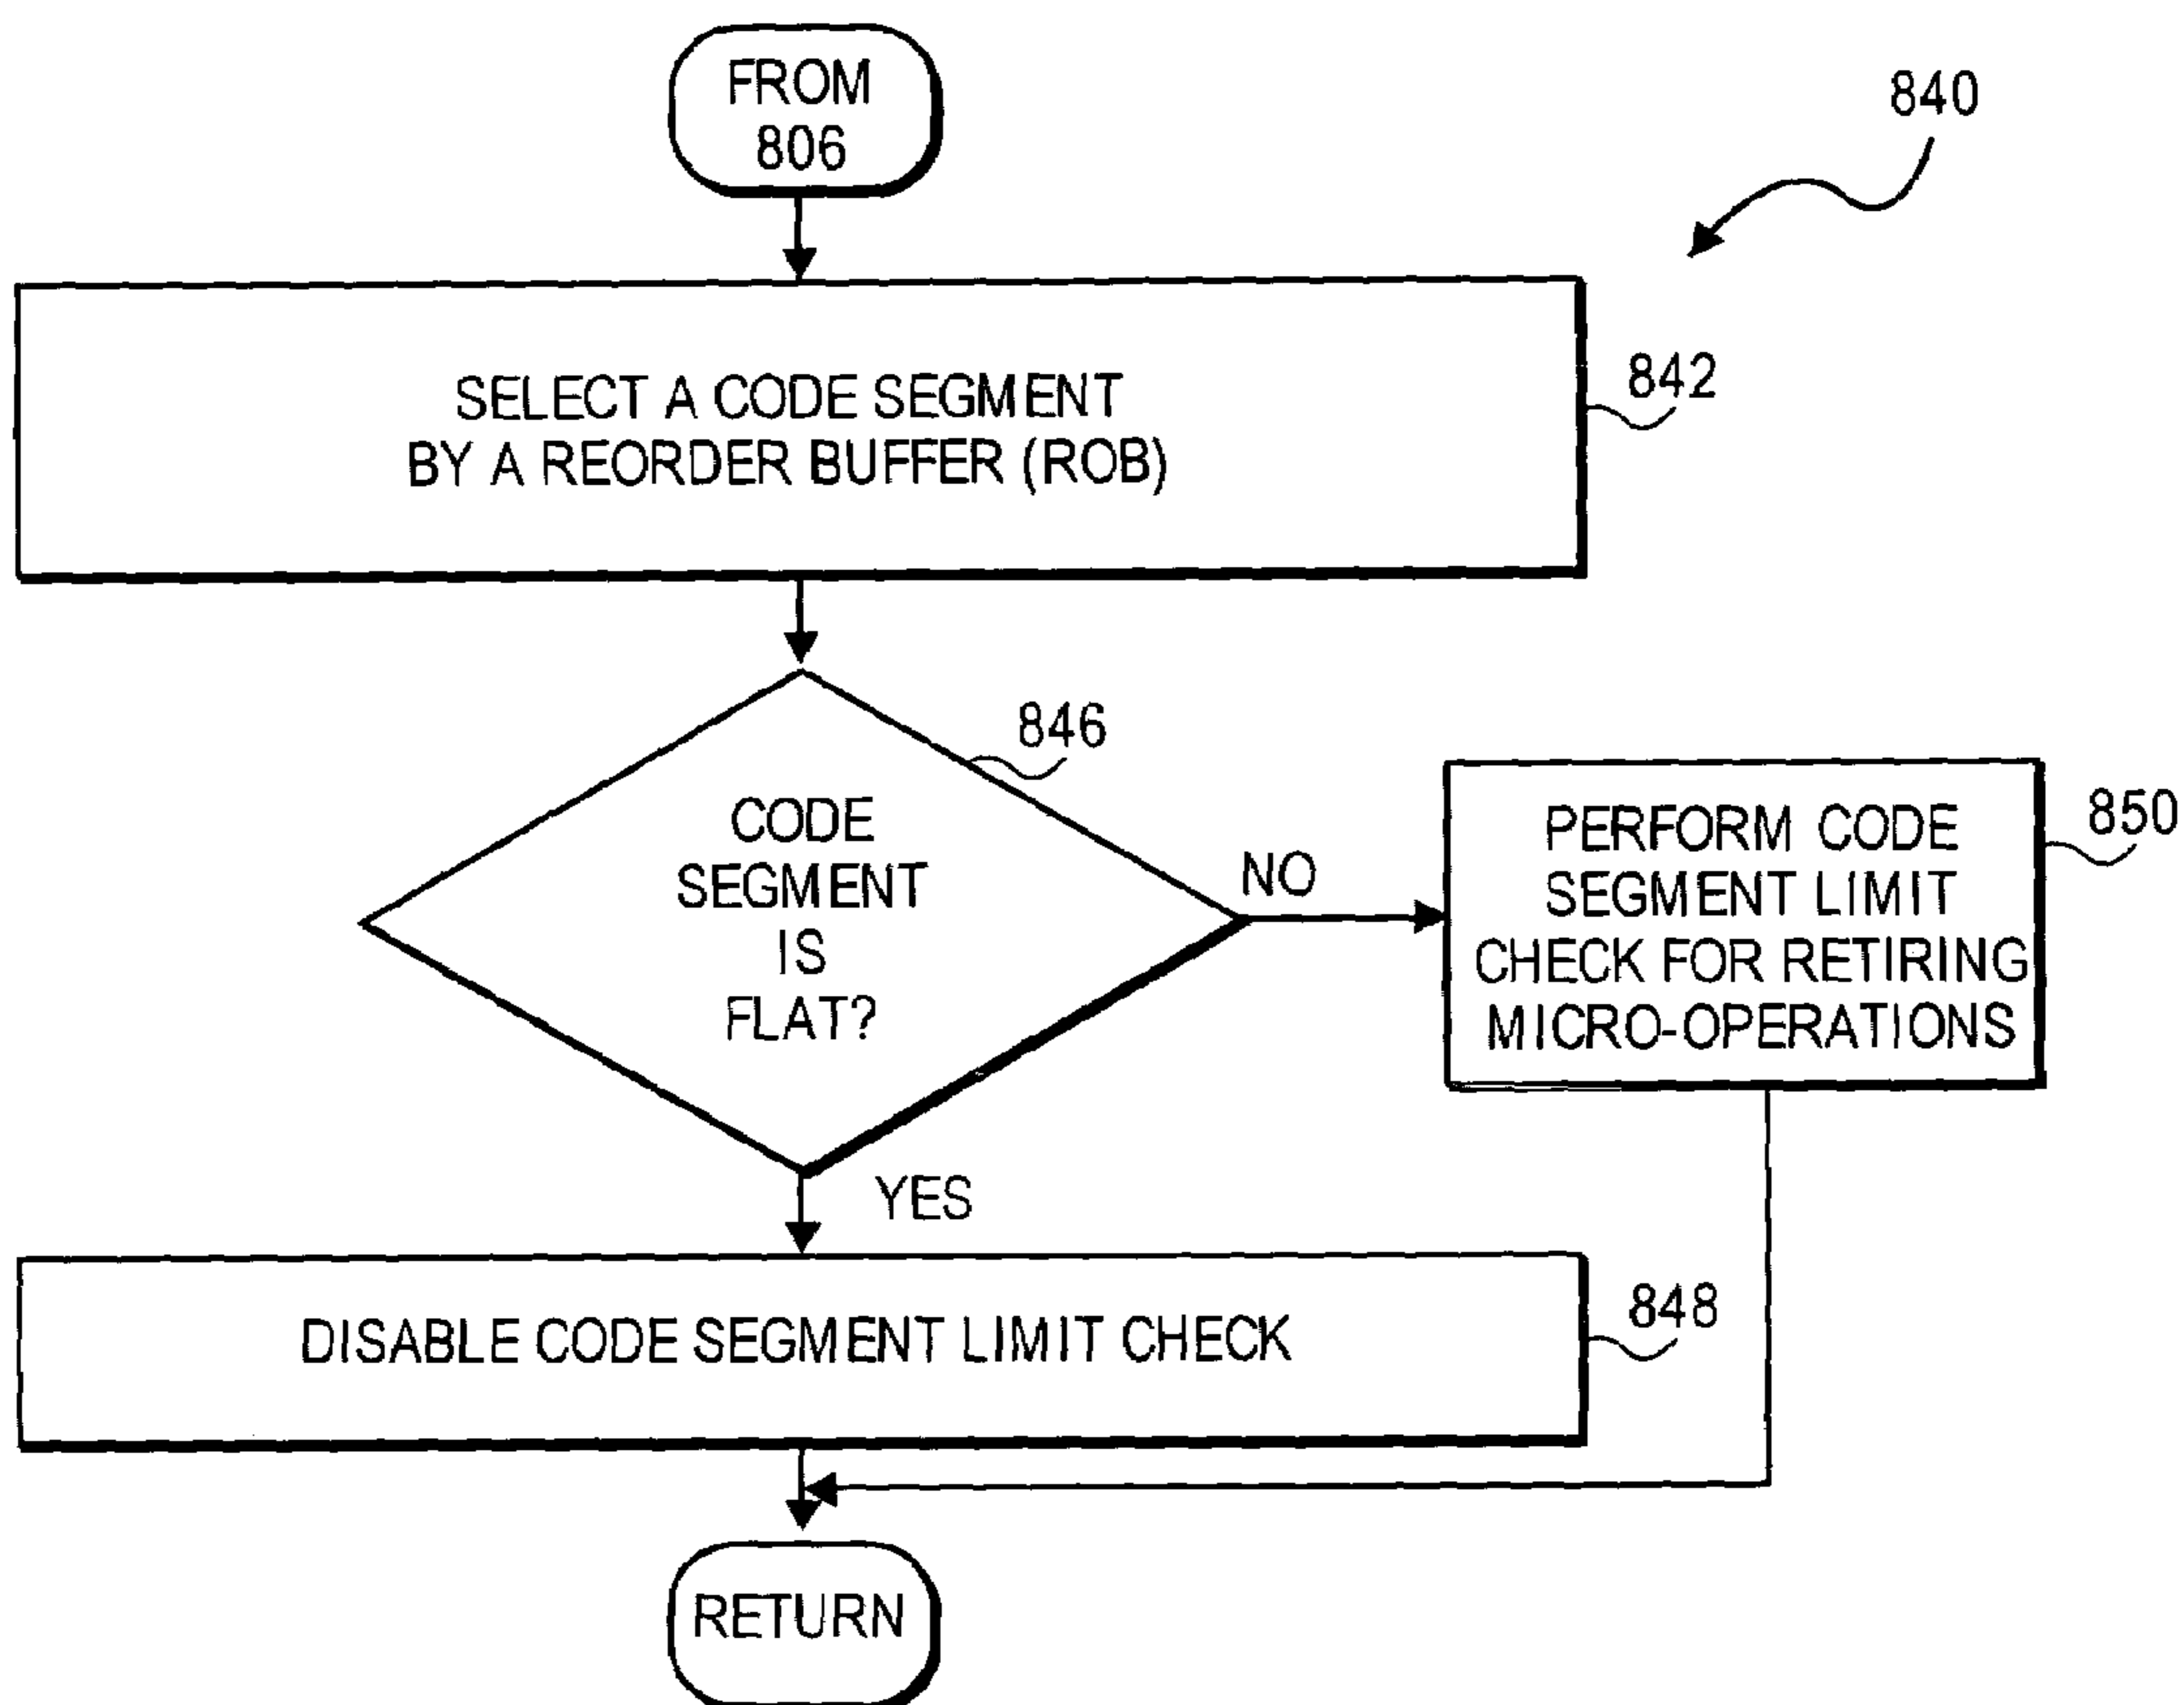 FROM
806
840
SELECT A CODE SEGMENT
BY A REORDER BUFFER (ROB)
842
846
CODE
SEGMENT
IS
FLAT?
NO
PERFORM CODE
SEGMENT LIMIT
CHECK FOR RETIRING
MICRO-OPERATIONS
850
YES
DISABLE CODE SEGMENT LIMIT CHECK
848
RETURN